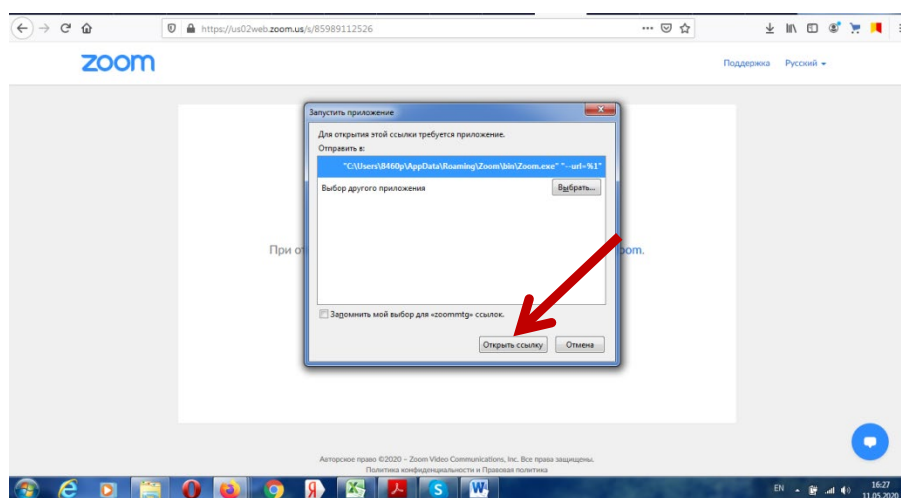 https://us02web.zoom.us/s/85989112526
zoom
Поддержка Русский
Запустить приложение
Для открытия этой ссылки требуется приложение.
Отправить в:
"C:\Users\8460p\AppData\Roaming\Zoom\bin\Zoom.exe" "--url=%1"
Выбор другого приложения
Выбрать...
При от
oom.
Запомнить мой выбор для «zoommtg» ссылок.
Открыть ссылку
Отмена
Авторское право ©2020 - Zoom Video Communications, Inc. Все права защищены.
Политика конфиденциальности и Правовая политика
EN
16:27
11.05.2020